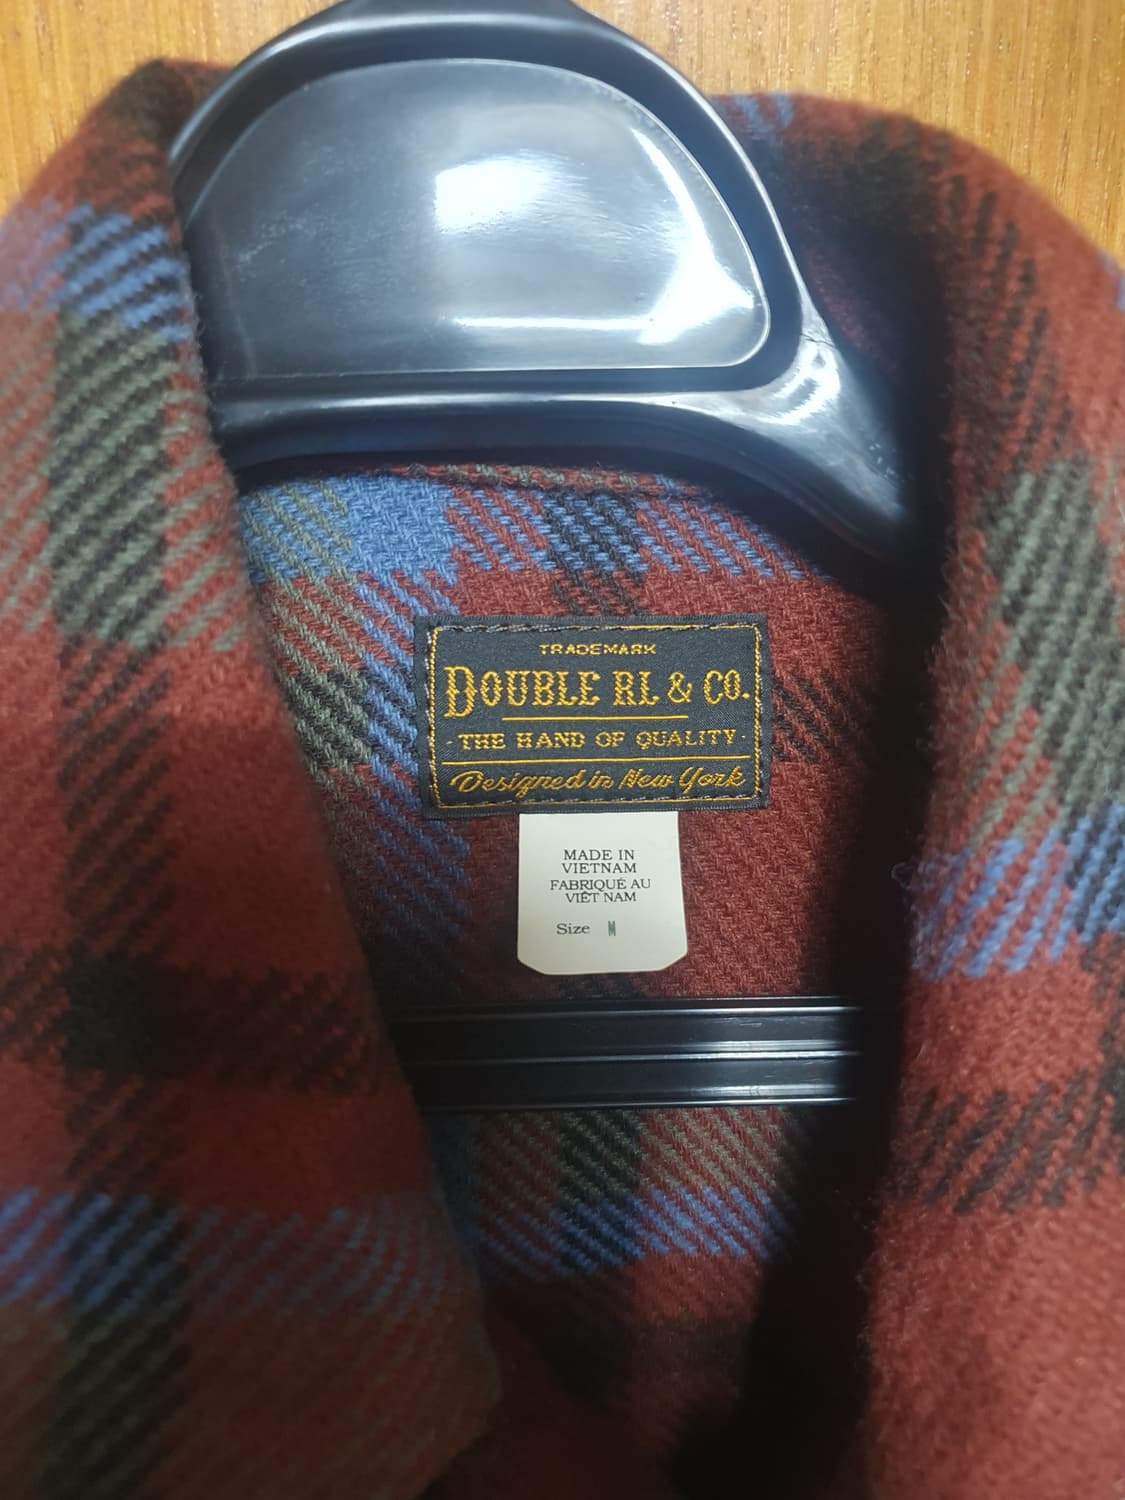 TRADEMARK
DOUBLE RL & CO.
- THE HAND OF QUALITY -
Designed in New York
MADE IN
VIETNAM
FABRIQUÉ AU
VIÊT NAM
Size M